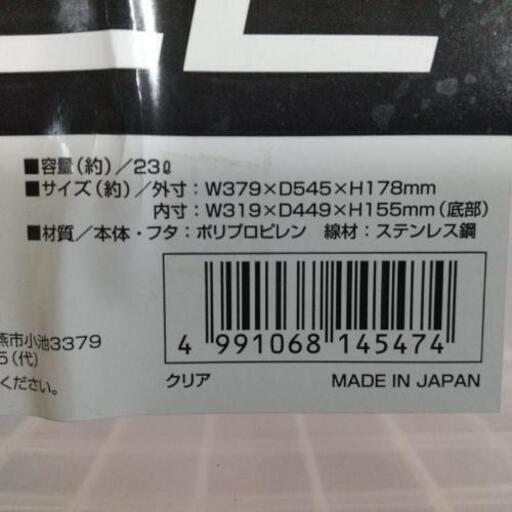 ■容量(約)/23ℓ
■サイズ(約)/外寸:W379×D545×H178mm
内寸:W319×D449×H155mm(底部)
■材質/本体・フタ:ポリプロピレン 線材:ステンレス鋼
燕市小池3379
5(代)
ください。
4 991068 145474
クリア MADE IN JAPAN